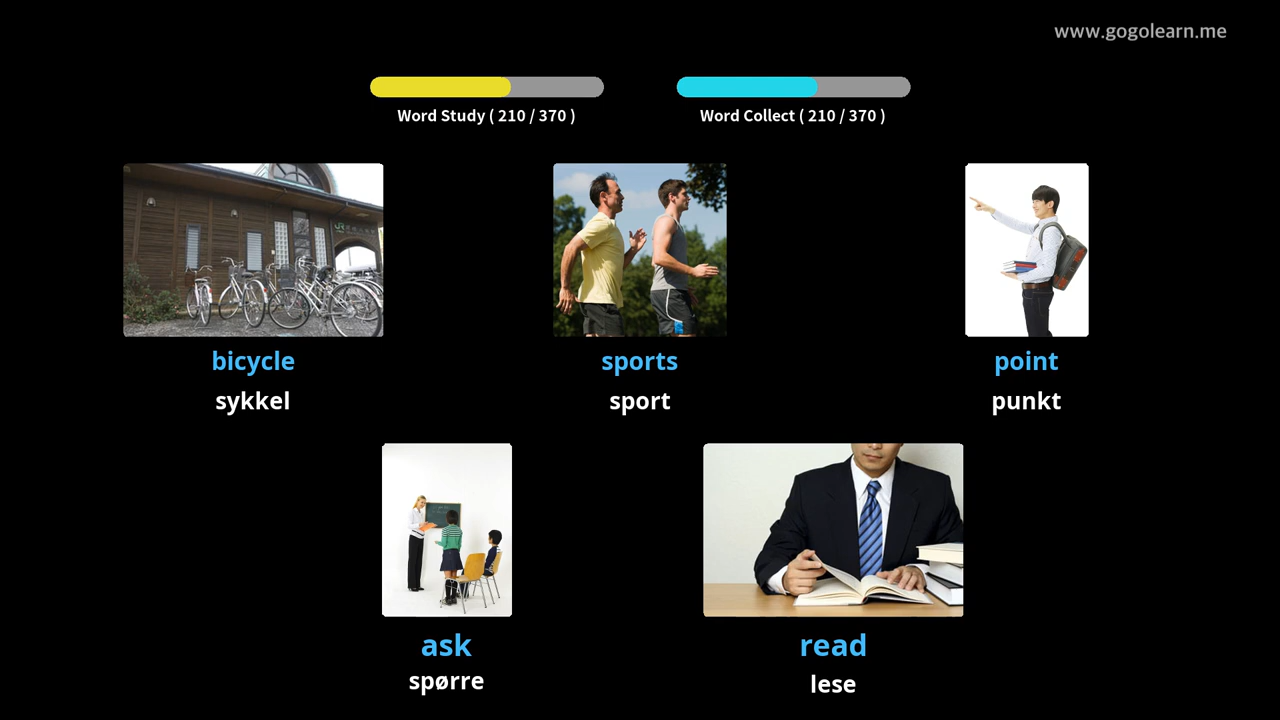 www.gogolearn.me
Word Study ( 210 / 370 )
Word Collect ( 210 / 370 )
JR
bicycle
sports
point
sykkel
sport
punkt
ask
read
spørre
lese